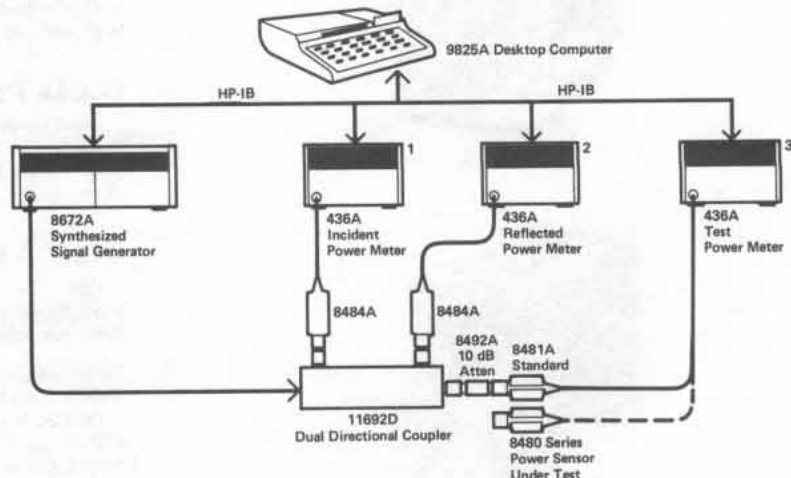 9825A Desktop Computer
HP-IB
HP-IB
1
2
3
8672A
Synthesized
Signal Generator
436A
Incident
Power Meter
436A
Reflected
Power Meter
436A
Test
Power Meter
8484A
8484A
8492A
10 dB
Atten
8481A
Standard
11692D
Dual Directional Coupler
8480 Series
Power Sensor
Under Test